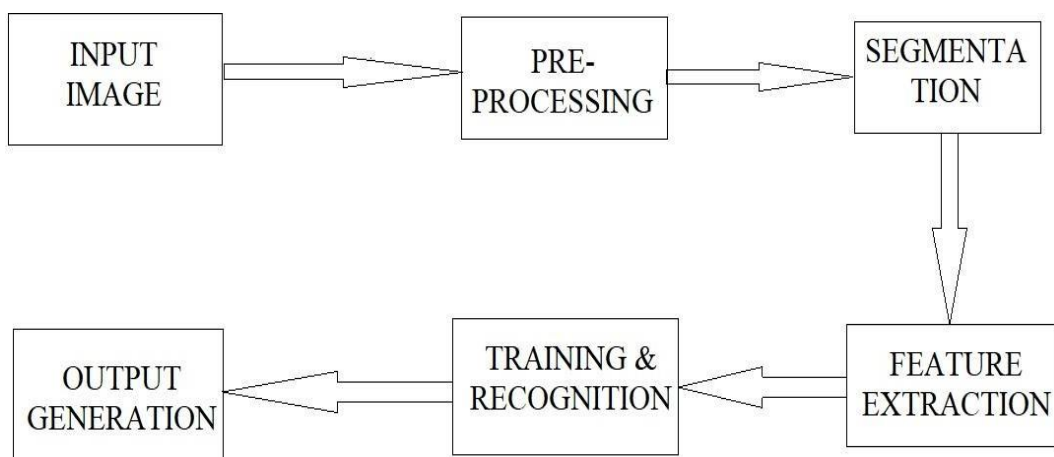 INPUT
IMAGE
PRE-
PROCESSING
SEGMENTA
TION
FEATURE
EXTRACTION
TRAINING &
RECOGNITION
OUTPUT
GENERATION